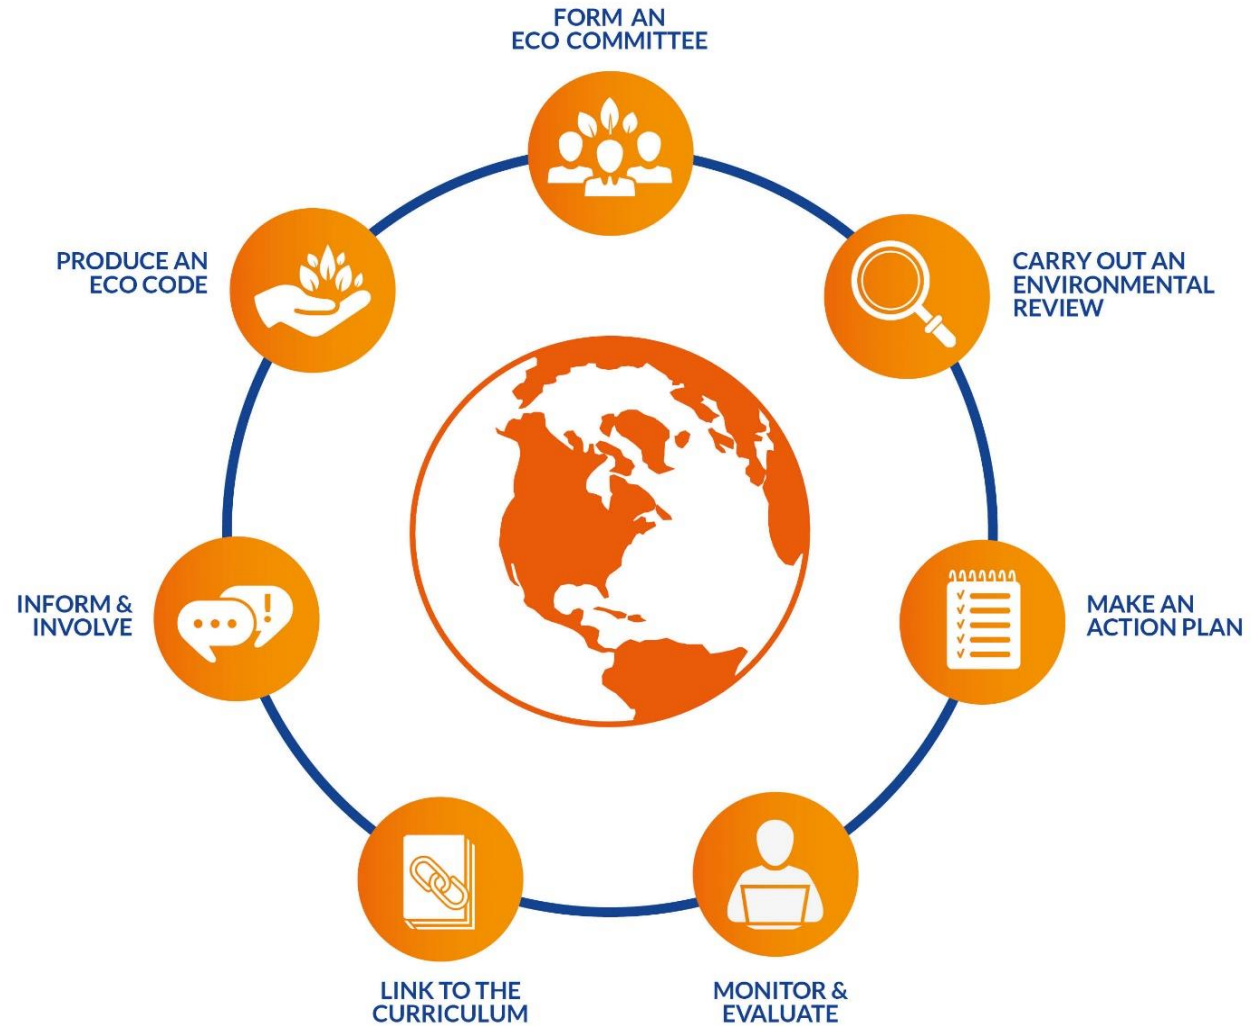 FORM AN
ECO COMMITTEE
CARRY OUT AN
ENVIRONMENTAL
REVIEW
MAKE AN
ACTION PLAN
MONITOR &
EVALUATE
LINK TO THE
CURRICULUM
INFORM &
INVOLVE
PRODUCE AN
ECO CODE